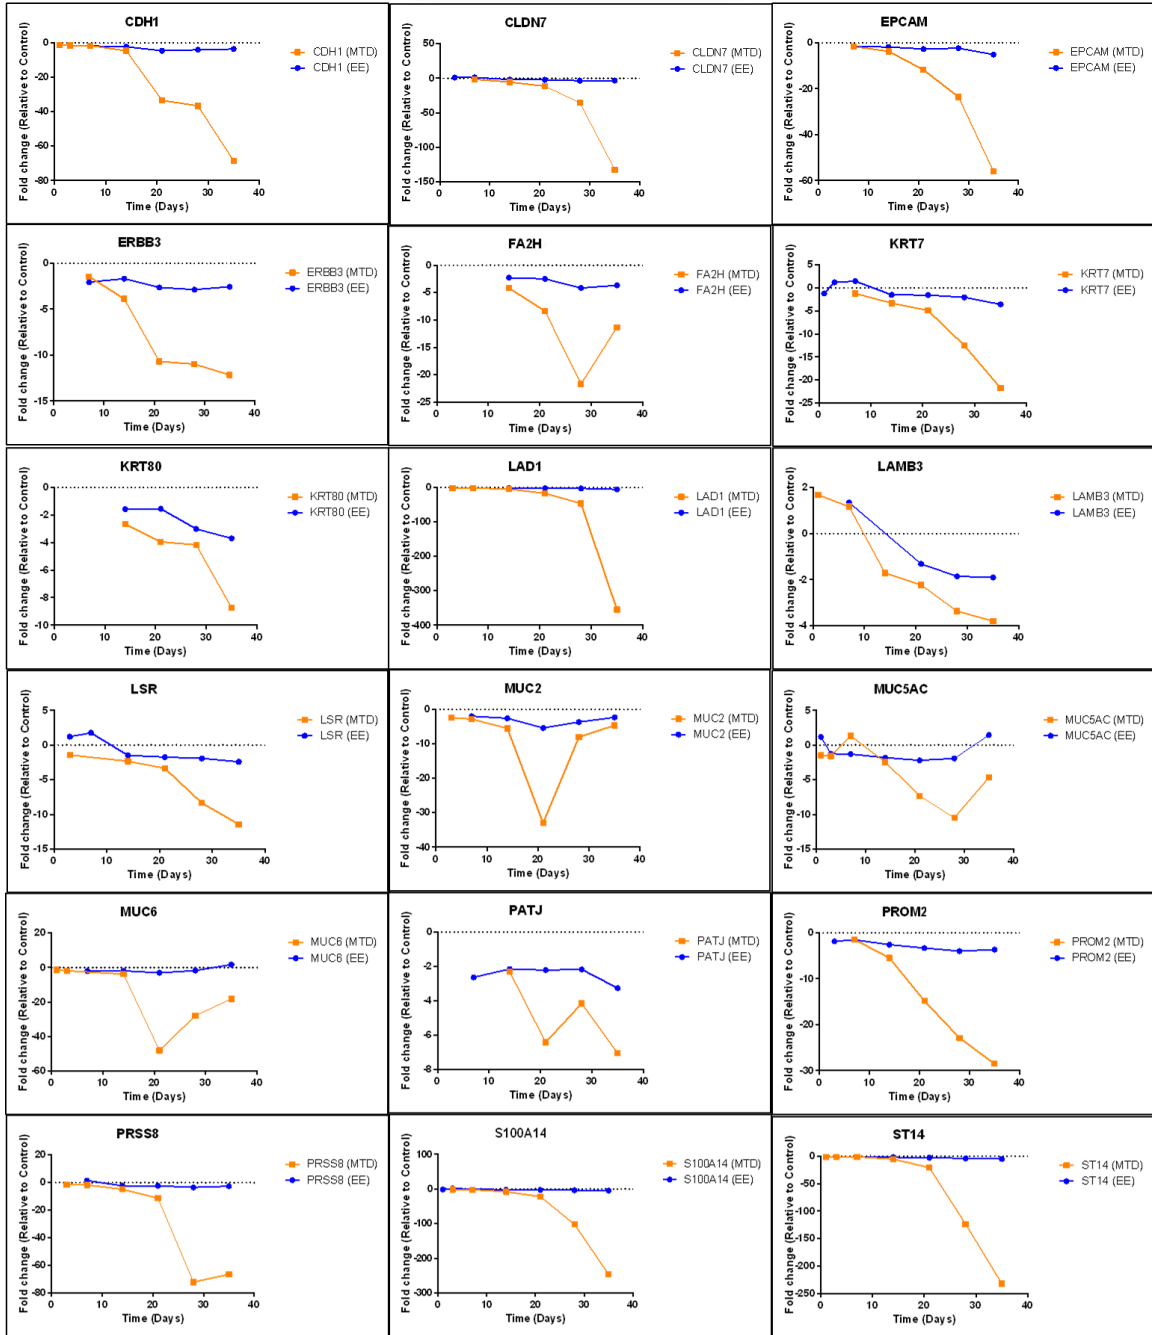 CDH1
Fold change (Relative to Control)
0
-20
-40
-60
-80
0 10 20 30 40
Time (Days)
CDH1 (MTD)
CDH1 (EE)
CLDN7
Fold change (Relative to Control)
50
0
-50
-100
-150
0 10 20 30 40
Time (Days)
CLDN7 (MTD)
CLDN7 (EE)
EPCAM
Fold change (Relative to Control)
0
-20
-40
-60
0 10 20 30 40
Time (Days)
EPCAM (MTD)
EPCAM (EE)
ERBB3
Fold change (Relative to Control)
0
-5
-10
-15
0 10 20 30 40
Time (Days)
ERBB3 (MTD)
ERBB3 (EE)
FA2H
Fold change (Relative to Control)
0
-5
-10
-15
-20
-25
0 10 20 30 40
Time (Days)
FA2H (MTD)
FA2H (EE)
KRT7
Fold change (Relative to Control)
5
0
-5
-10
-15
-20
-25
0 10 20 30 40
Time (Days)
KRT7 (MTD)
KRT7 (EE)
KRT80
Fold change (Relative to Control)
0
-2
-4
-6
-8
-10
0 10 20 30 40
Time (Days)
KRT80 (MTD)
KRT80 (EE)
LAD1
Fold change (Relative to Control)
0
-100
-200
-300
-400
0 10 20 30 40
Time (Days)
LAD1 (MTD)
LAD1 (EE)
LAMB3
Fold change (Relative to Control)
2
0
-2
-4
0 10 20 30 40
Time (Days)
LAMB3 (MTD)
LAMB3 (EE)
LSR
Fold change (Relative to Control)
5
0
-5
-10
-15
0 10 20 30 40
Time (Days)
LSR (MTD)
LSR (EE)
MUC2
Fold change (Relative to Control)
0
-10
-20
-30
-40
0 10 20 30 40
Time (Days)
MUC2 (MTD)
MUC2 (EE)
MUC5AC
Fold change (Relative to Control)
5
0
-5
-10
-15
0 10 20 30 40
Time (Days)
MUC5AC (MTD)
MUC5AC (EE)
MUC6
Fold change (Relative to Control)
20
0
-20
-40
-60
0 10 20 30 40
Time (Days)
MUC6 (MTD)
MUC6 (EE)
PATJ
Fold change (Relative to Control)
0
-2
-4
-6
-8
0 10 20 30 40
Time (Days)
PATJ (MTD)
PATJ (EE)
PROM2
Fold change (Relative to Control)
0
-10
-20
-30
0 10 20 30 40
Time (Days)
PROM2 (MTD)
PROM2 (EE)
PRSS8
Fold change (Relative to Control)
20
0
-20
-40
-60
-80
0 10 20 30 40
Time (Days)
PRSS8 (MTD)
PRSS8 (EE)
S100A14
Fold change (Relative to Control)
100
0
-100
-200
-300
0 10 20 30 40
Time (Days)
S100A14 (MTD)
S100A14 (EE)
ST14
Fold change (Relative to Control)
0
-50
-100
-150
-200
-250
0 10 20 30 40
Time (Days)
ST14 (MTD)
ST14 (EE)